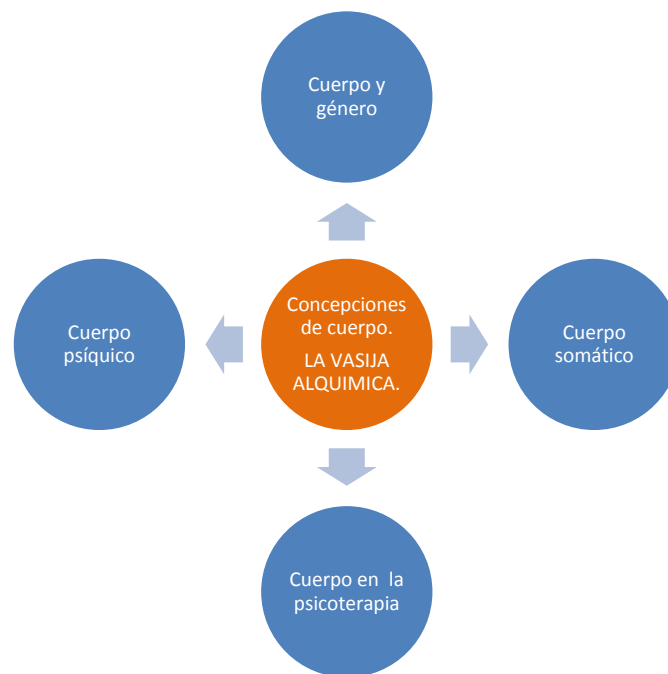 Cuerpo y
género
Concepciones
de cuerpo.
LA VASIJA
ALQUIMICA.
Cuerpo
psíquico
Cuerpo
somático
Cuerpo en la
psicoterapia